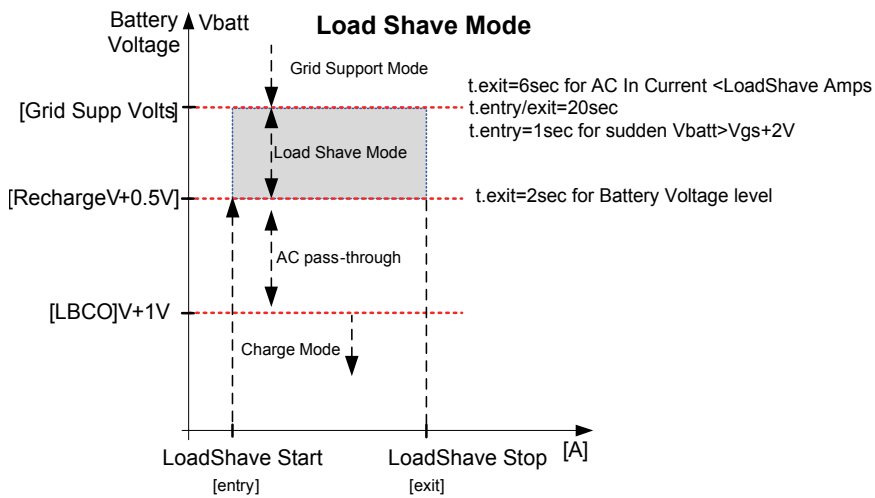 Load Shave Mode
Battery
Voltage
Vbatt
Grid Support Mode
[Grid Supp Volts]
t.exit=6sec for AC In Current <LoadShave Amps
t.entry/exit=20sec
t.entry=1sec for sudden Vbatt>Vgs+2V
Load Shave Mode
[RechargeV+0.5V]
t.exit=2sec for Battery Voltage level
AC pass-through
[LBCO]V+1V
Charge Mode
[A]
LoadShave Start
[entry]
LoadShave Stop
[exit]